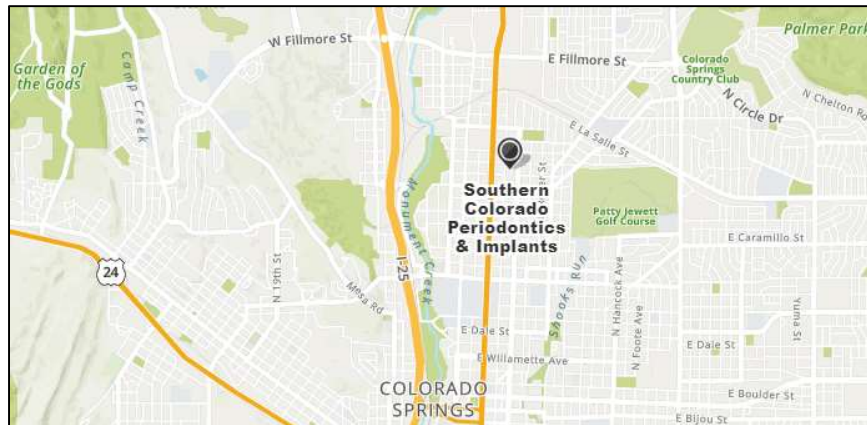 Palmer Park
W Fillmore St
E Fillmore St
Colorado
Springs
Country Club
Garden of
the Gods
Camp Creek
N Circle Dr
N Chelton Rd
E La Salle St
Southern
Colorado
Periodontics
& Implants
Monument Creek
Patty Jewett
Golf Course
E Caramillo St
24
N 19th St
I-25
Mesa Rd
Shooks Run
N Hancock Ave
N Foote Ave
Yuma St
E Dale St
E Dale St
E Willamette Ave
COLORADO
SPRINGS
E Boulder St
E Bijou St